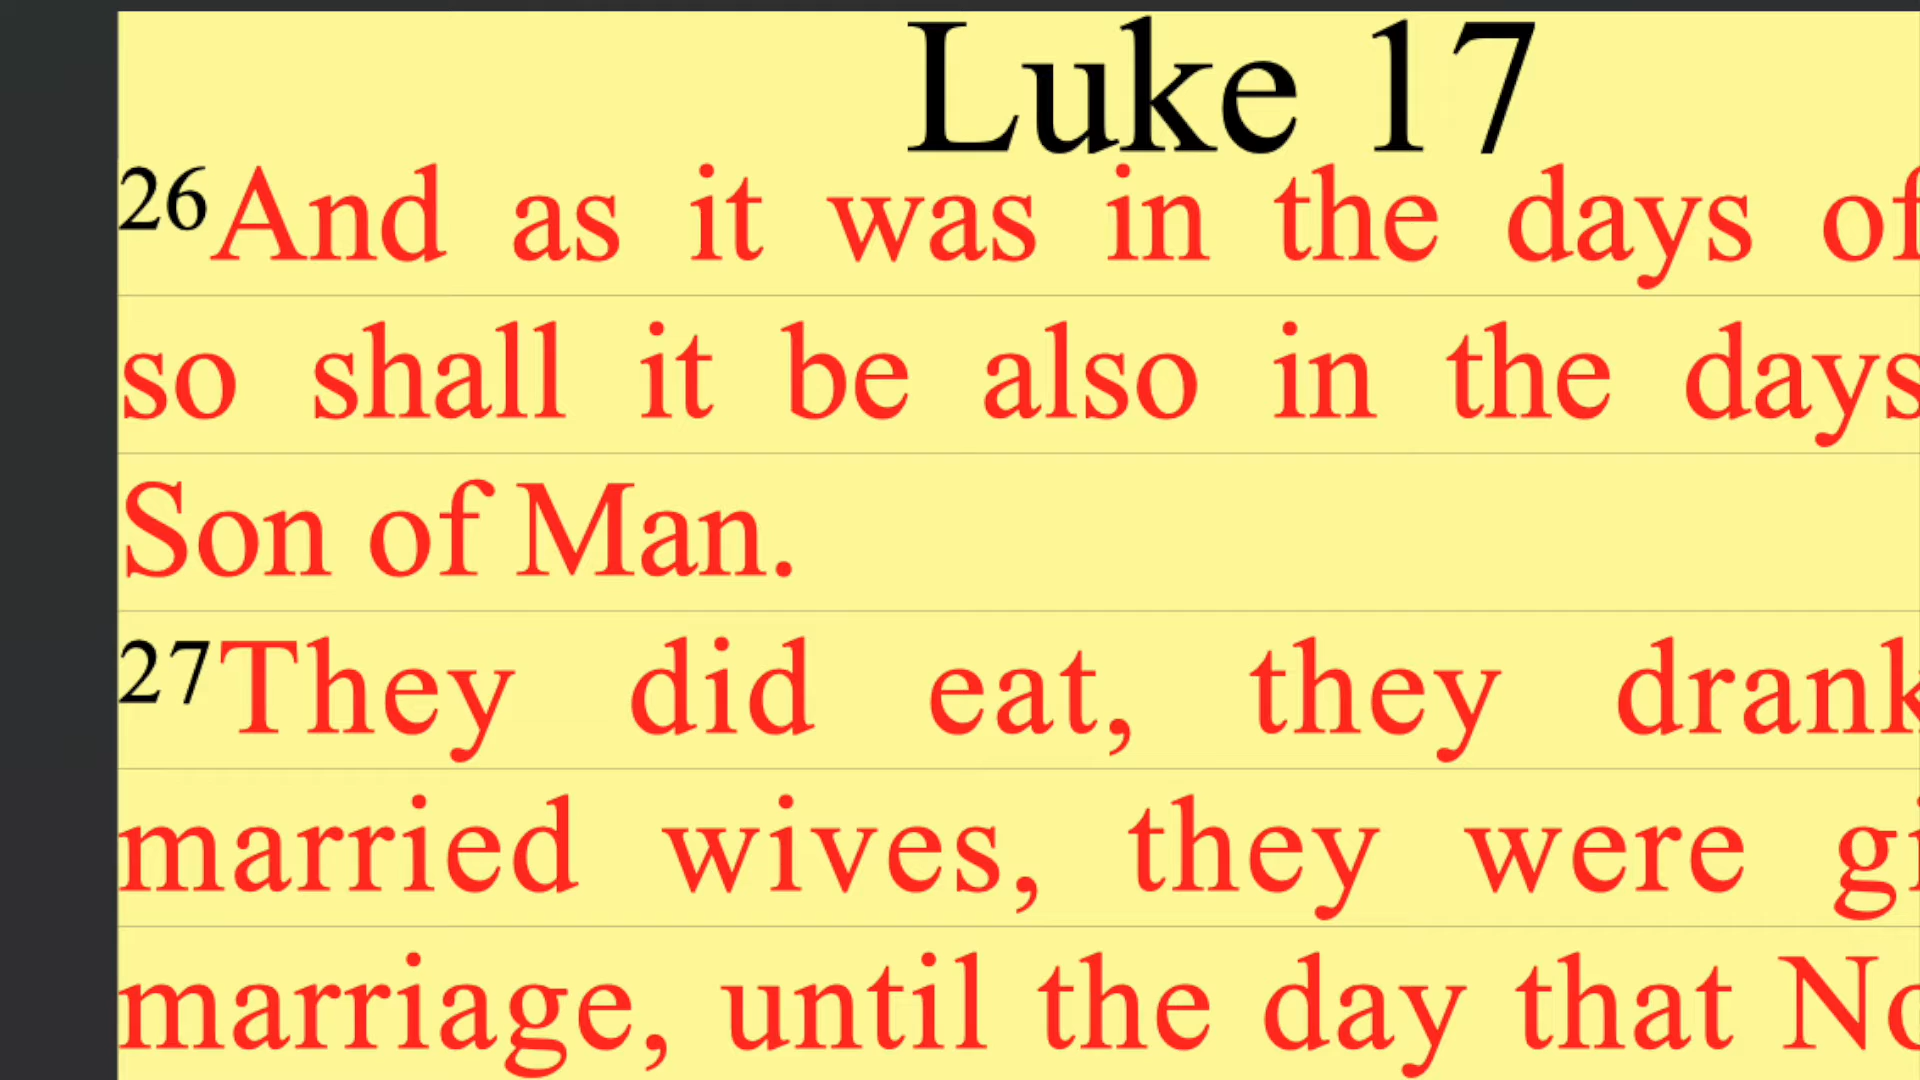 Luke 17
26And as it was in the days of
so shall it be also in the days
Son of Man.
27They did eat, they drank
married wives, they were
marriage, until the day that